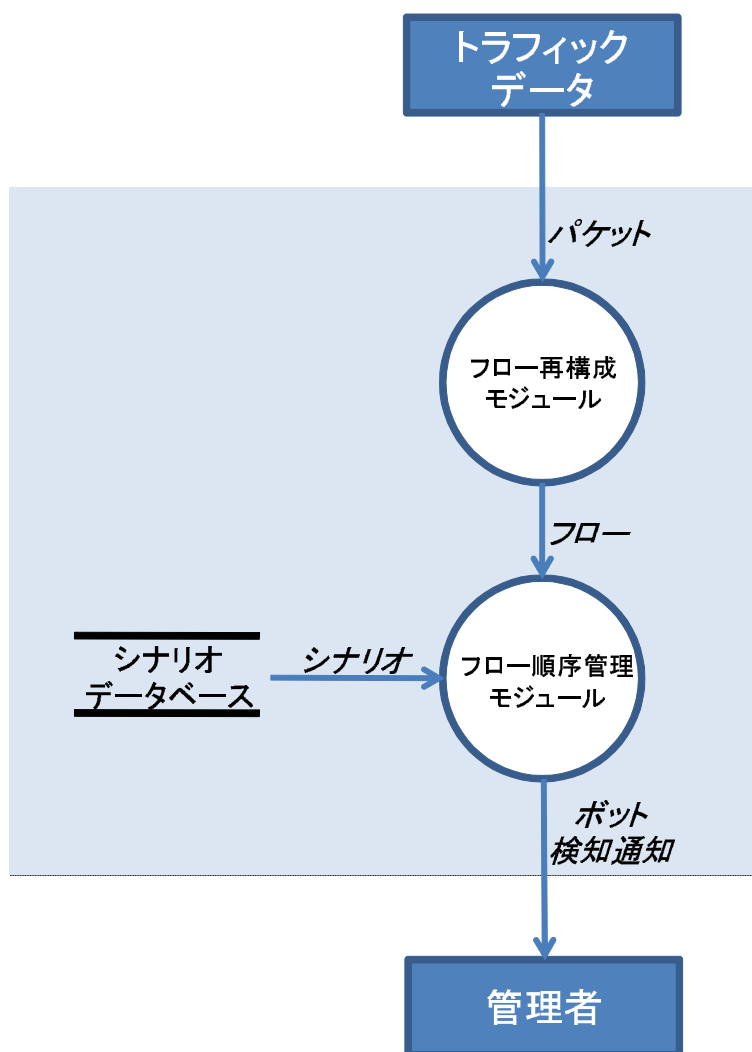 トラフィック
データ
パケット
フロー再構成
モジュール
フロー
シナリオ
データベース
シナリオ
フロー順序管理
モジュール
ボット
検知通知
管理者